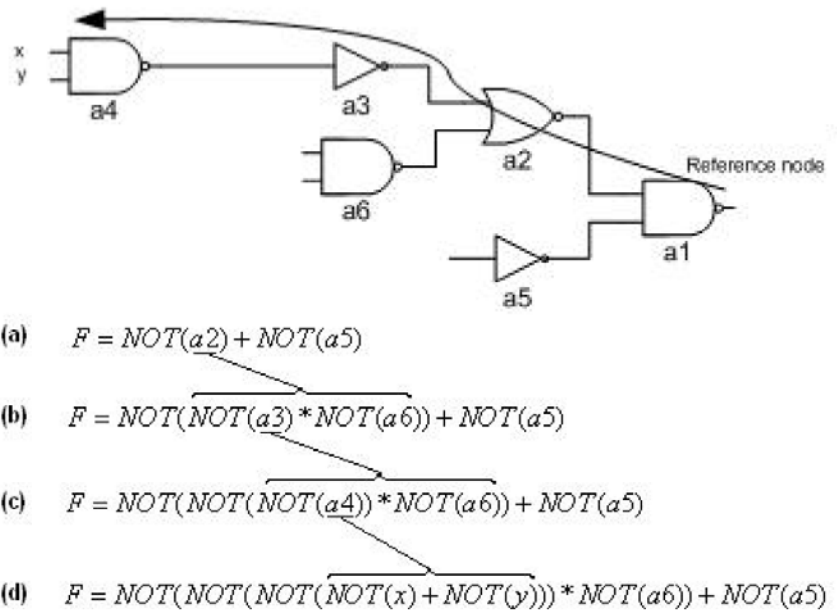 x
y
a4
a3
a2
a6
Reference node
a1
a5
(a) F = NOT(a2) + NOT(a5)
(b) F = NOT(NOT(a3) * NOT(a6)) + NOT(a5)
(c) F = NOT(NOT(NOT(a4)) * NOT(a6)) + NOT(a5)
(d) F = NOT(NOT(NOT(NOT(x) + NOT(y))) * NOT(a6)) + NOT(a5)